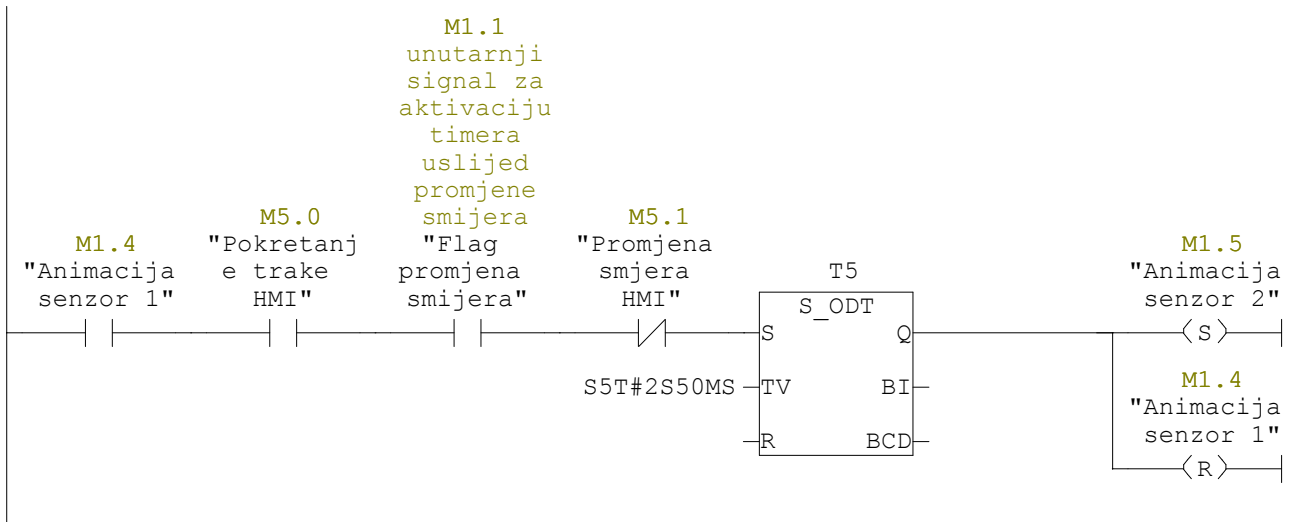 M1.1
unutarnji
signal za
aktivaciju
timera
uslijed
promjene
smijera
M1.4
"Animacija
senzor 1"
M5.0
"Pokretanj
e trake
HMI"
"Flag
promjena
smijera"
M5.1
"Promjena
smjera
HMI"
T5
S_ODT
S
Q
S5T#2S50MS
TV
BI
R
BCD
M1.5
"Animacija
senzor 2"
S
M1.4
"Animacija
senzor 1"
R